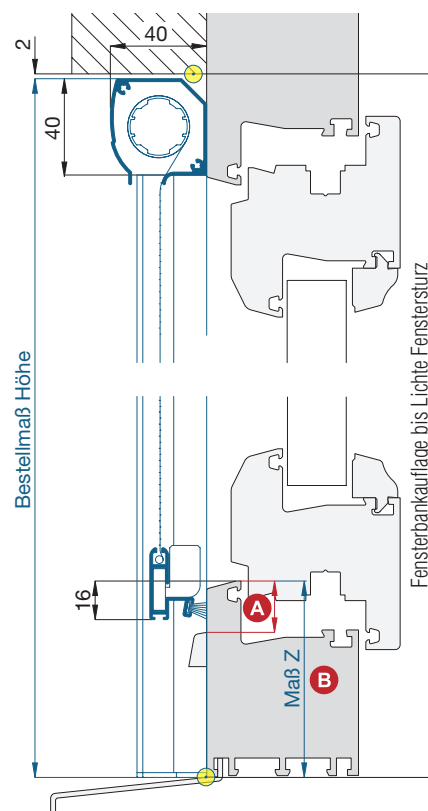 40
2
40
Bestellmaß Höhe
Fensterbankauflage bis Lichte Fenstersturz
16
A
Maß Z
B